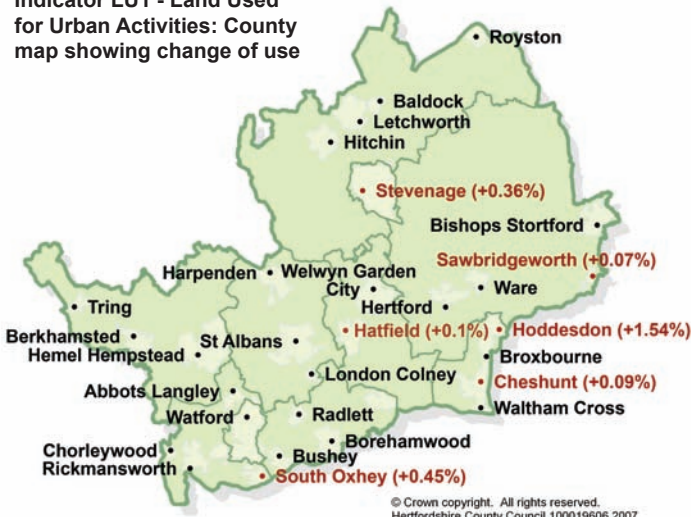 Indicator LU1 - Land Used
for Urban Activities: County
map showing change of use
Royston
Baldock
Letchworth
Hitchin
Stevenage (+0.36%)
Bishops Stortford
Sawbridgeworth (+0.07%)
Harpenden
Welwyn Garden
City
Ware
Hertford
Tring
Hatfield (+0.1%)
Hoddesdon (+1.54%)
Berkhamsted
St Albans
Hemel Hempstead
Broxbourne
London Colney
Cheshunt (+0.09%)
Abbots Langley
Waltham Cross
Watford
Radlett
Borehamwood
Chorleywood
Bushey
Rickmansworth
South Oxhey (+0.45%)
© Crown copyright. All rights reserved.
Hertfordshire County Council 100019606 2007